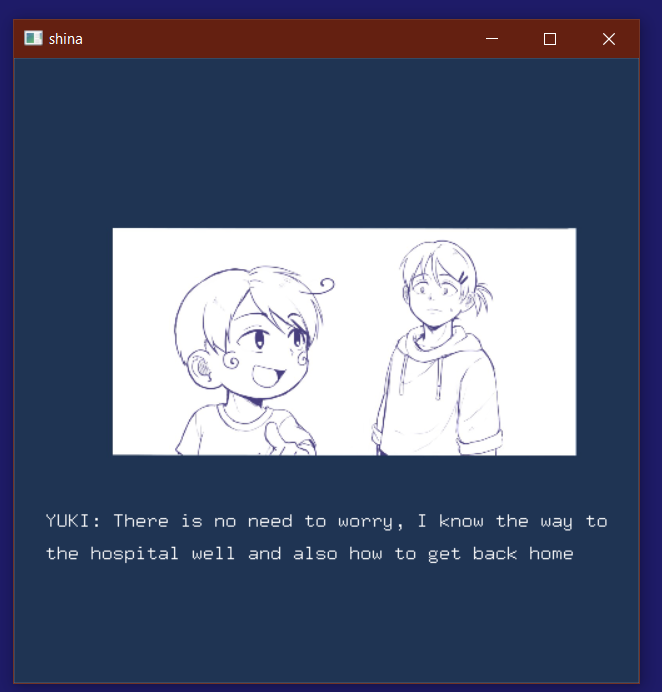 shina
YUKI: There is no need to worry, I know the way to
the hospital well and also how to get back home